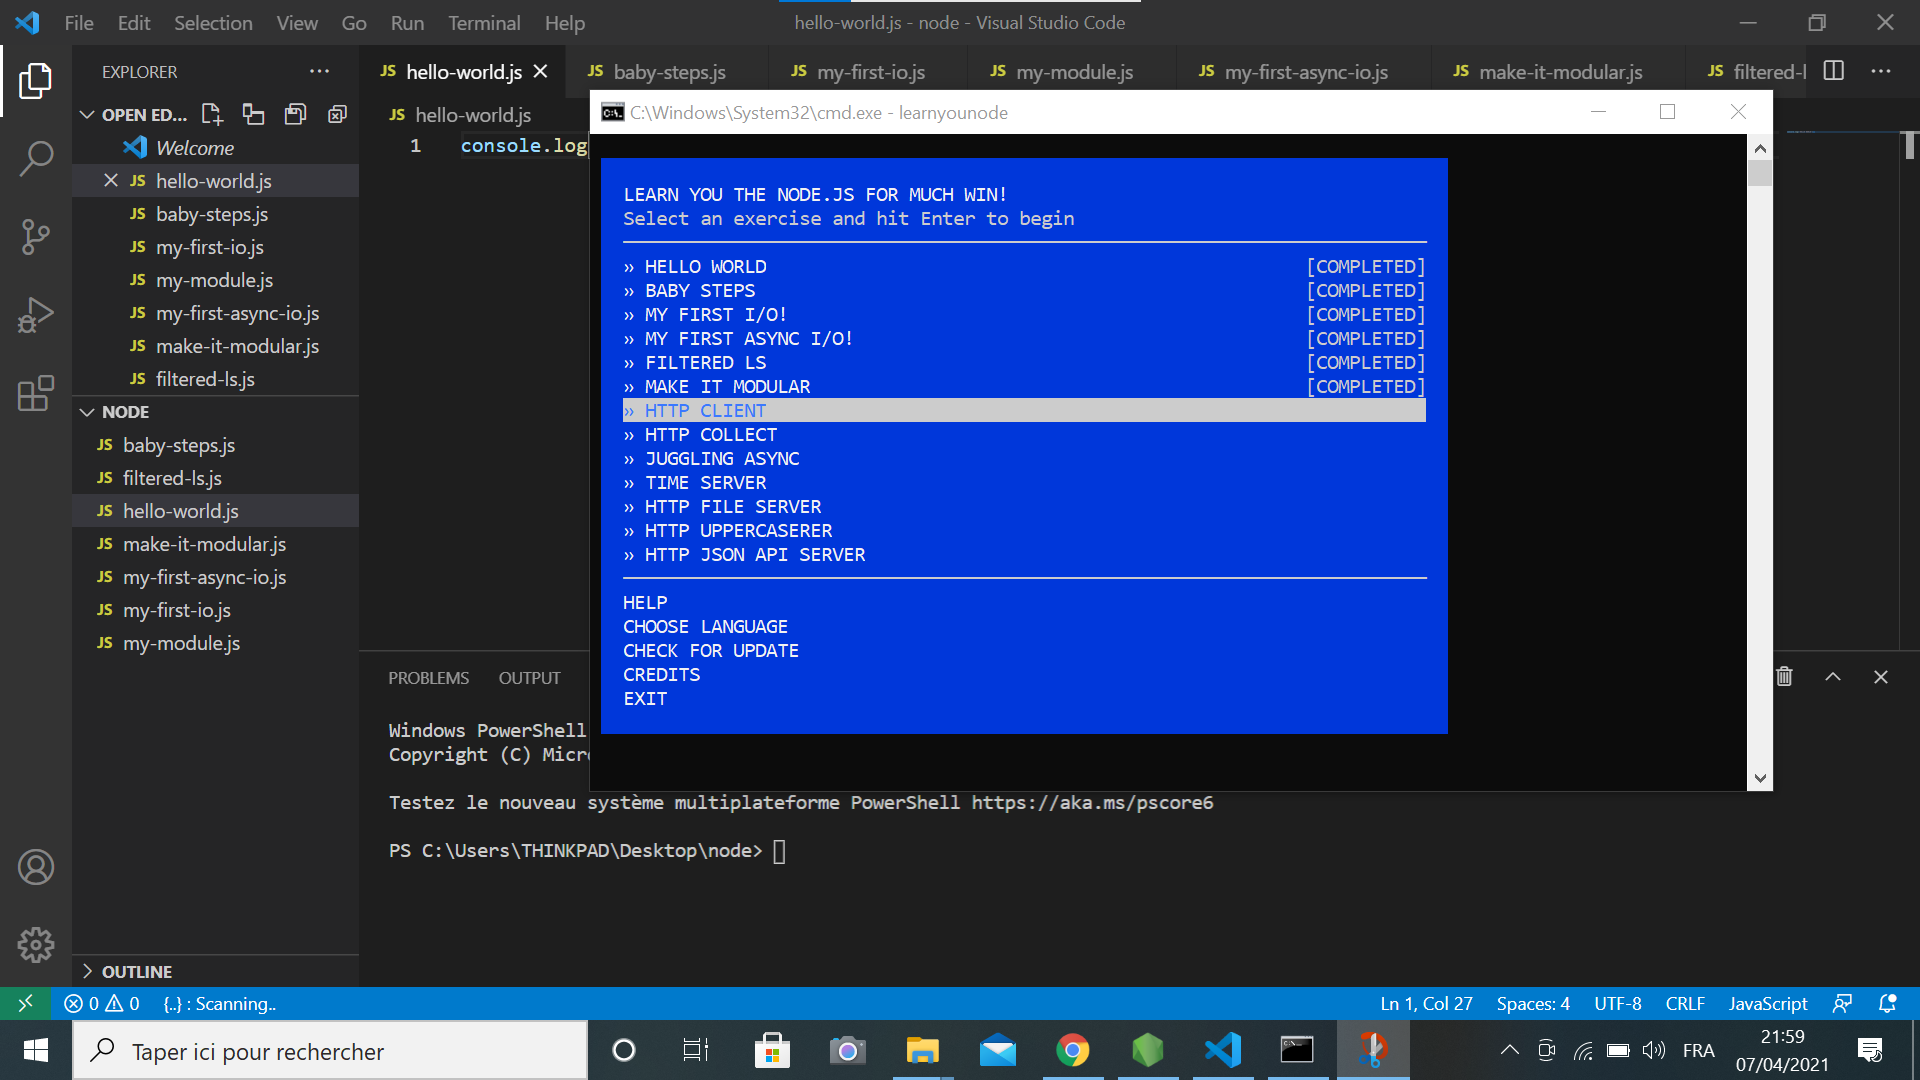 File Edit Selection View Go Run Terminal Help
hello-world.js - node - Visual Studio Code
EXPLORER
OPEN ED...
Welcome
JS hello-world.js
JS baby-steps.js
JS my-first-io.js
JS my-module.js
JS my-first-async-io.js
JS make-it-modular.js
JS filtered-ls.js
NODE
JS baby-steps.js
JS filtered-ls.js
JS hello-world.js
JS make-it-modular.js
JS my-first-async-io.js
JS my-first-io.js
JS my-module.js
OUTLINE
JS hello-world.js JS baby-steps.js JS my-first-io.js JS my-module.js JS my-first-async-io.js JS make-it-modular.js JS filtered-l
JS hello-world.js
1 console.log
C:\Windows\System32\cmd.exe - learnyounode
LEARN YOU THE NODE.JS FOR MUCH WIN!
Select an exercise and hit Enter to begin
» HELLO WORLD [COMPLETED]
» BABY STEPS [COMPLETED]
» MY FIRST I/O! [COMPLETED]
» MY FIRST ASYNC I/O! [COMPLETED]
» FILTERED LS [COMPLETED]
» MAKE IT MODULAR [COMPLETED]
» HTTP CLIENT
» HTTP COLLECT
» JUGGLING ASYNC
» TIME SERVER
» HTTP FILE SERVER
» HTTP UPPERCASERER
» HTTP JSON API SERVER
HELP
CHOOSE LANGUAGE
CHECK FOR UPDATE
CREDITS
EXIT
PROBLEMS OUTPUT
Windows PowerShell
Copyright (C) Micr
Testez le nouveau système multiplateforme PowerShell https://aka.ms/pscore6
PS C:\Users\THINKPAD\Desktop\node>
0 0 {..} : Scanning.. Ln 1, Col 27 Spaces: 4 UTF-8 CRLF JavaScript
Taper ici pour rechercher
FRA
21:59
07/04/2021